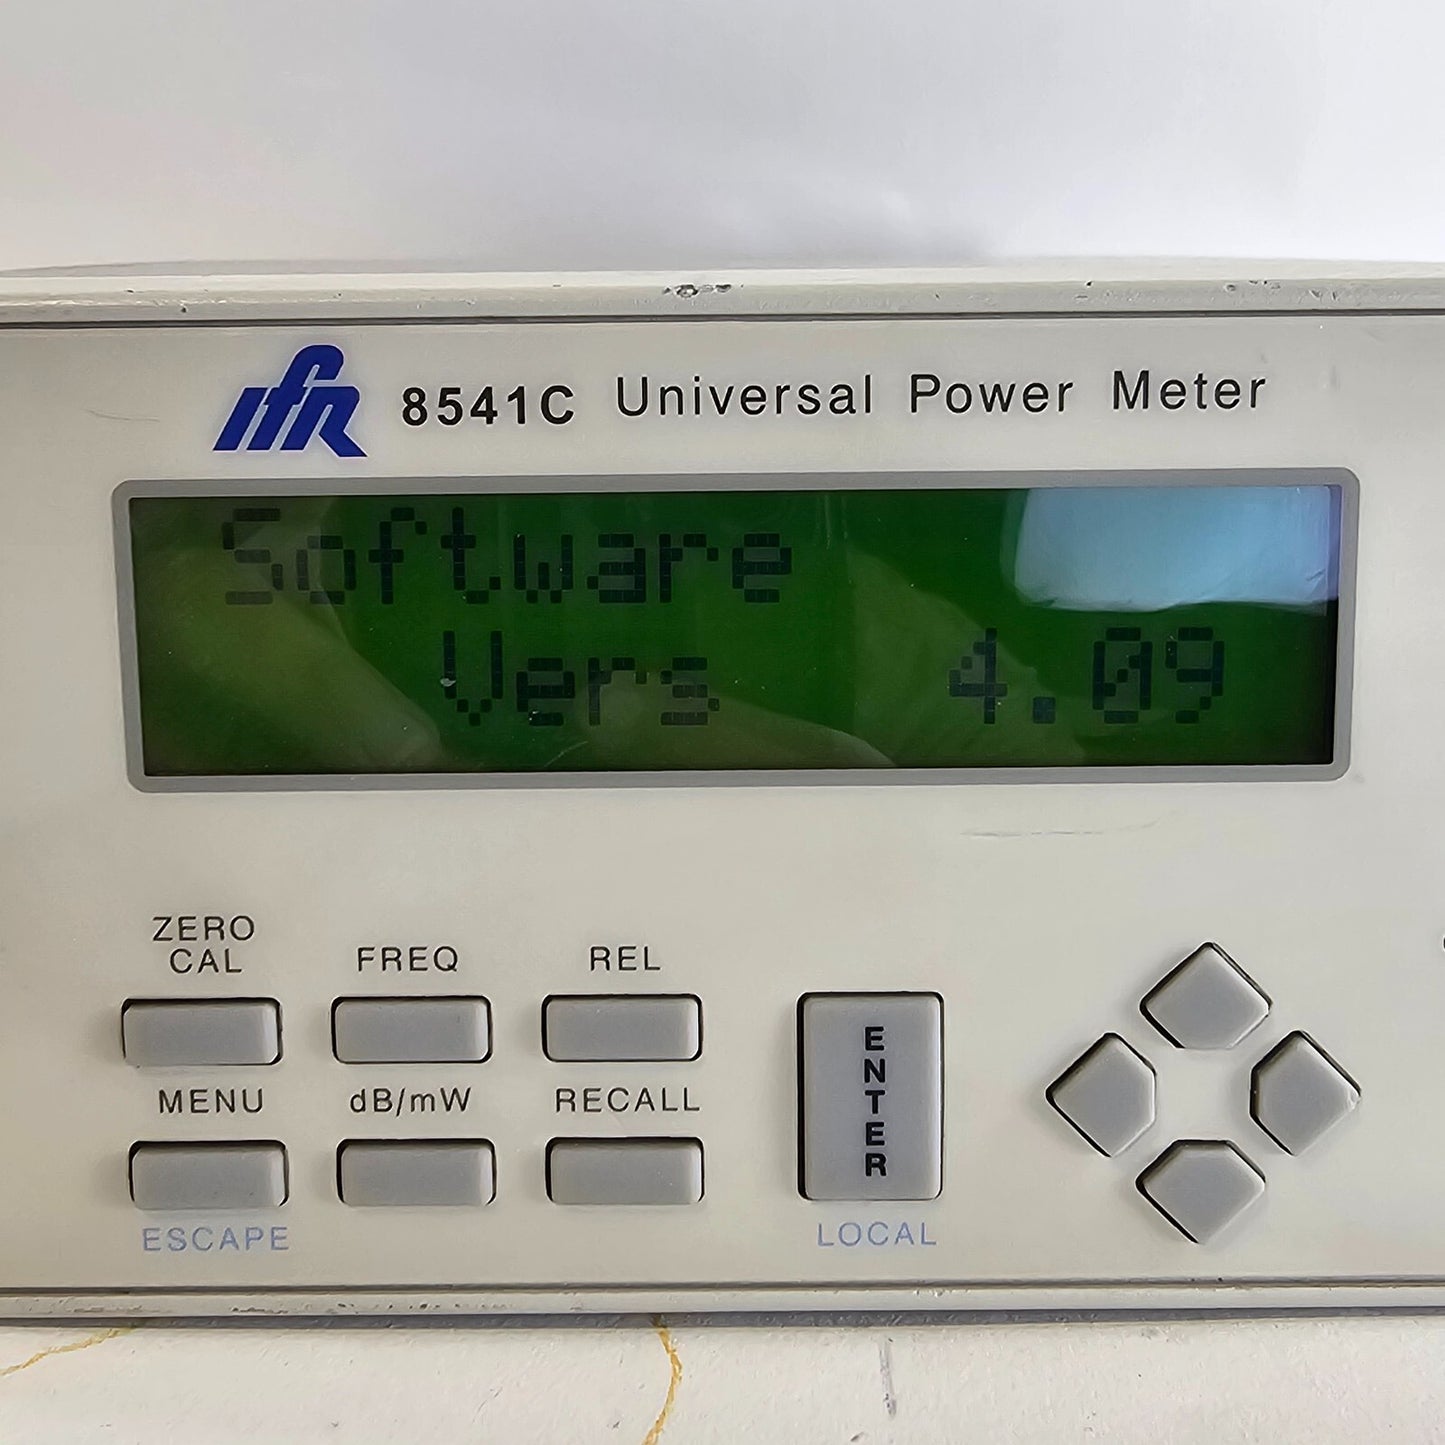 IFR 8541C Universal Power Meter
Software
Vers 4.09
ZERO
CAL
FREQ
REL
MENU
dB/mW
RECALL
ESCAPE
ENTER
LOCAL